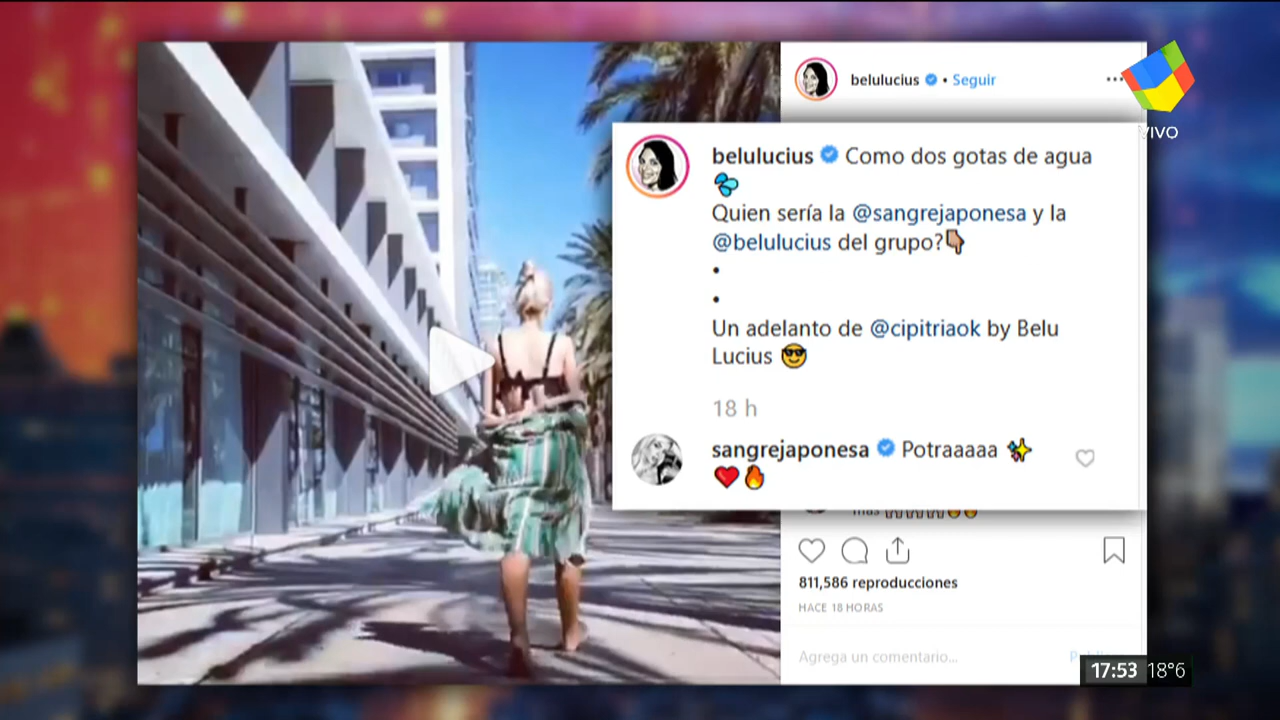 belulucius • Seguir
VIVO
belulucius Como dos gotas de agua
💦
Quien sería la @sangrejaponesa y la
@belulucius del grupo?👇🏽
•
•
Un adelanto de @cipitriaok by Belu
Lucius 😎
18 h
sangrejaponesa Potraaaaa ✨
❤️🔥
811,586 reproducciones
HACE 18 HORAS
Agrega un comentario...
17:53 18°6